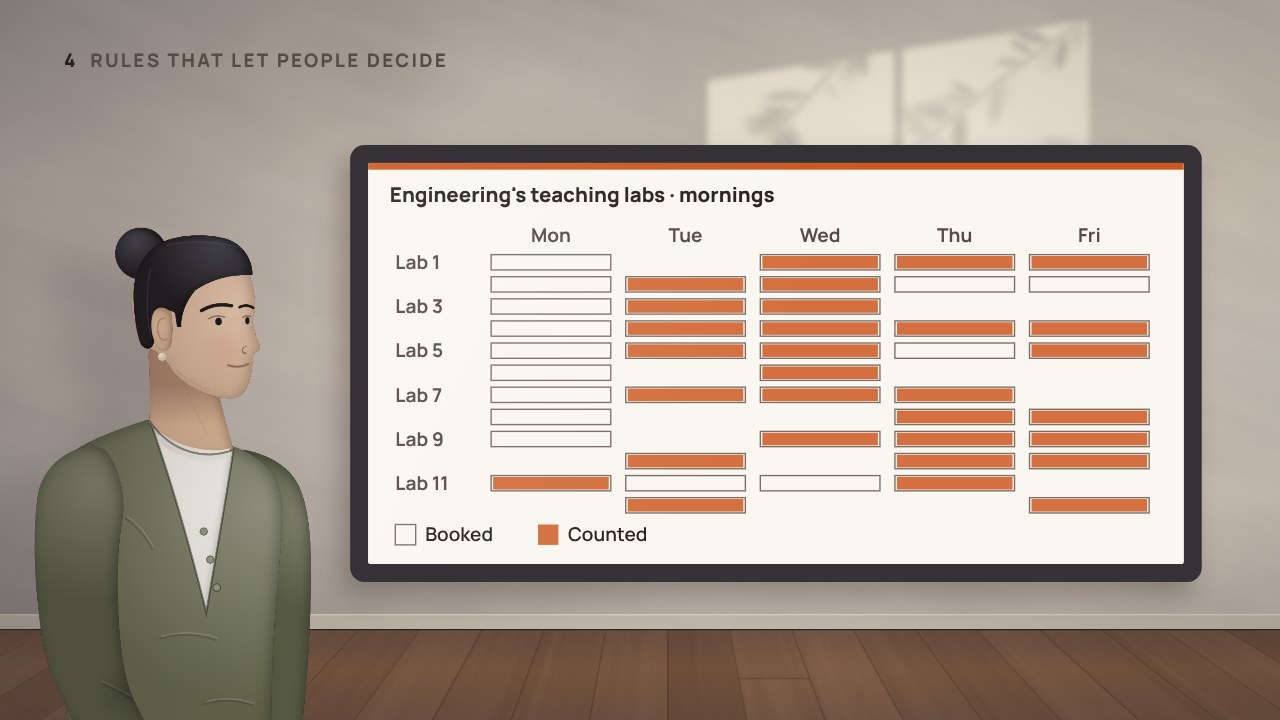 4 RULES THAT LET PEOPLE DECIDE
Engineering's teaching labs · mornings
Mon Tue Wed Thu Fri
Lab 1
Lab 3
Lab 5
Lab 7
Lab 9
Lab 11
Booked Counted